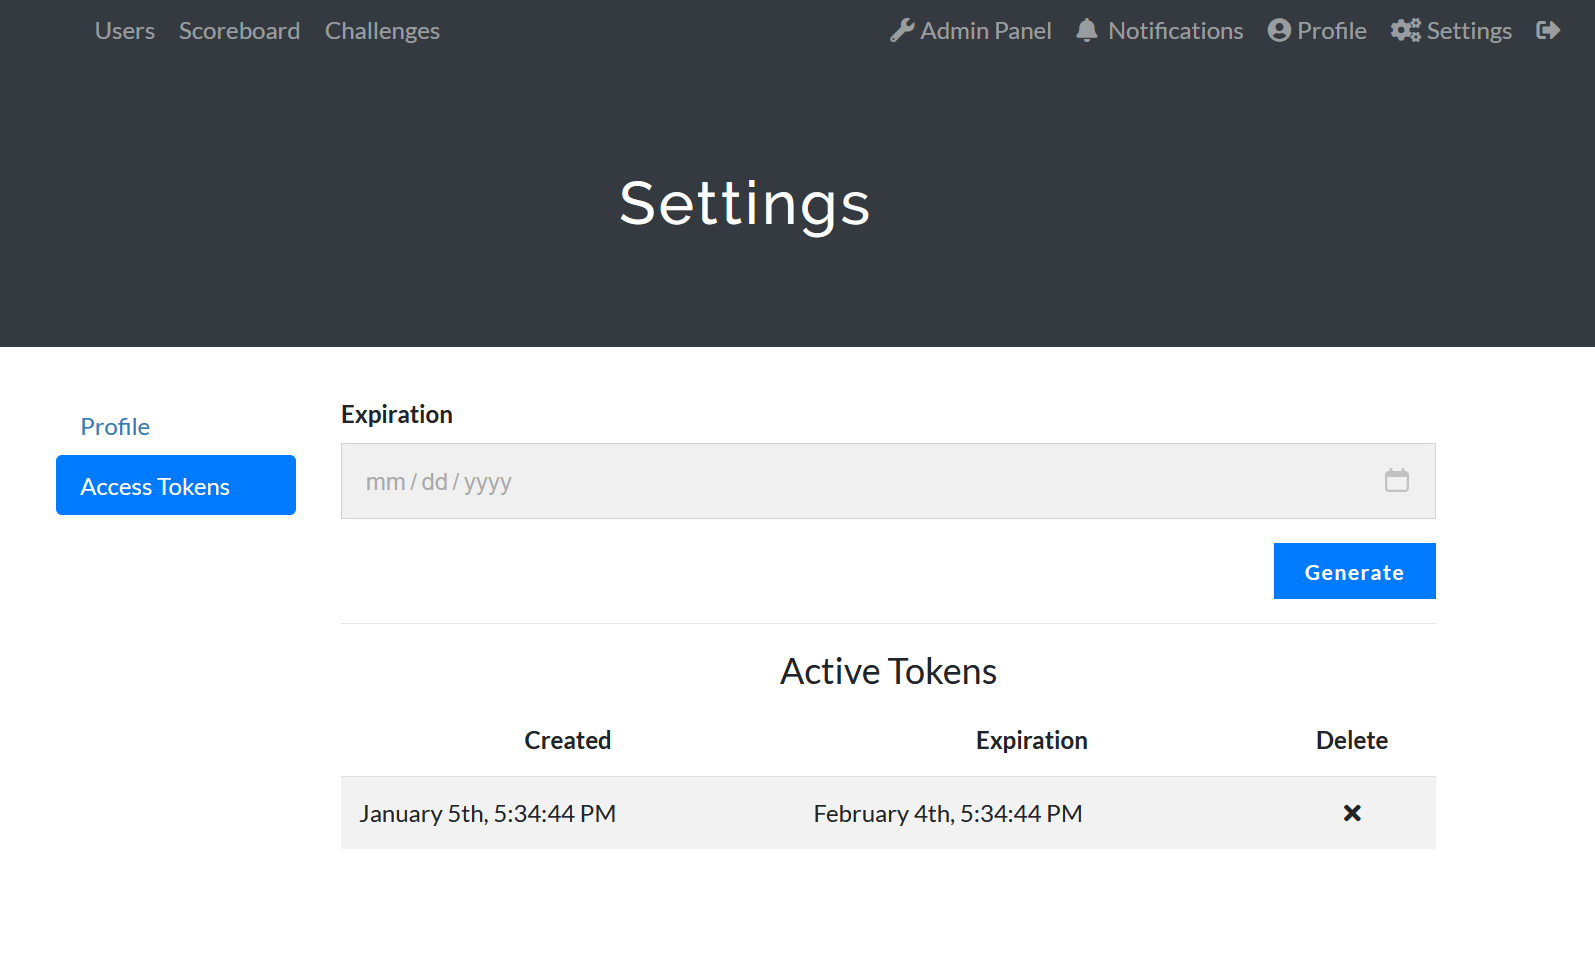 Users Scoreboard Challenges Admin Panel Notifications Profile Settings
Settings
Profile
Access Tokens
Expiration
mm / dd / yyyy
Generate
Active Tokens
Created Expiration Delete
January 5th, 5:34:44 PM February 4th, 5:34:44 PM